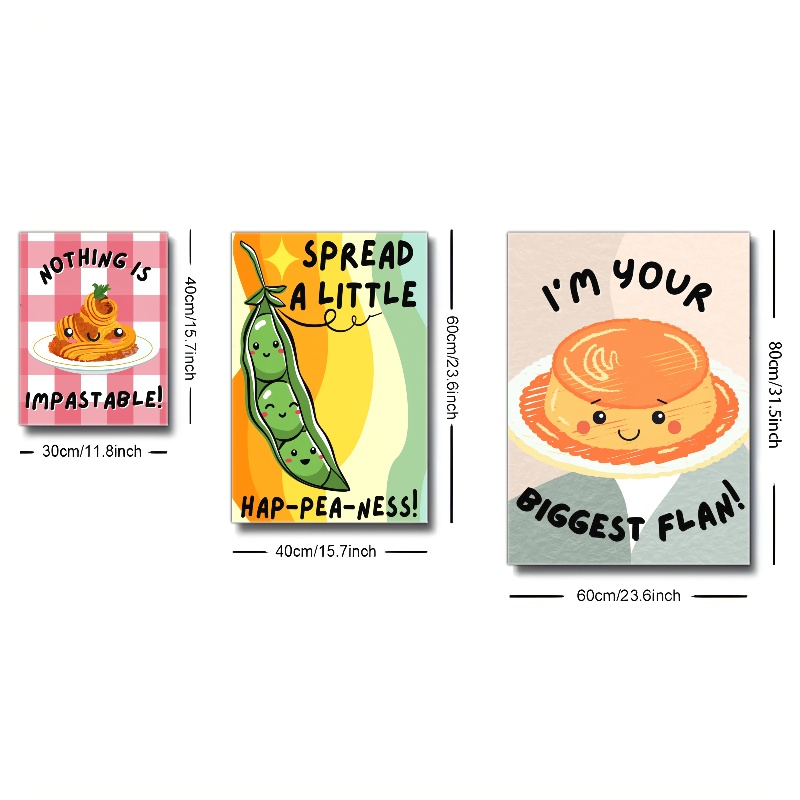 NOTHING IS
IMPASTABLE!
40cm/15.7inch
30cm/11.8inch
SPREAD
A LITTLE
HAP-PEA-NESS!
60cm/23.6inch
40cm/15.7inch
I'M YOUR
BIGGEST FLAN!
80cm/31.5inch
60cm/23.6inch